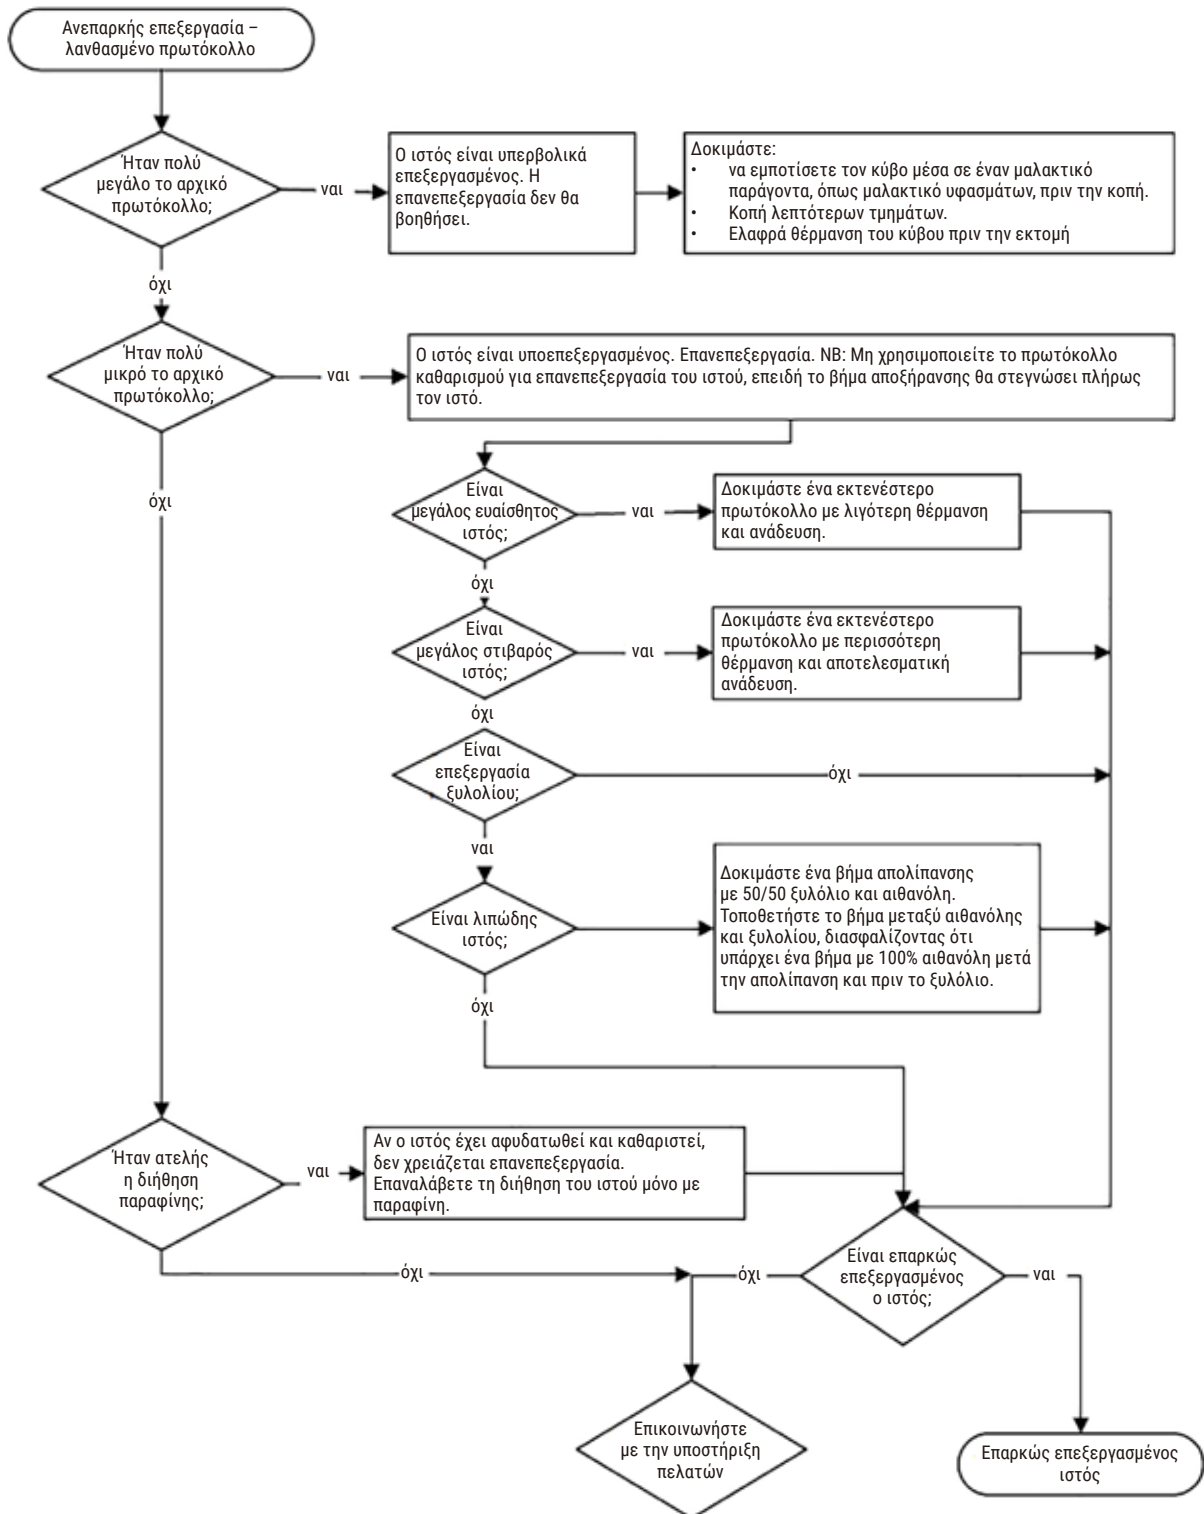 Ανεπαρκής επεξεργασία –
λανθασμένο πρωτόκολλο
Ήταν πολύ
μεγάλο το αρχικό
πρωτόκολλο;
ναι
Ο ιστός είναι υπερβολικά
επεξεργασμένος. Η
επανεπεξεργασία δεν θα
βοηθήσει.
Δοκιμάστε:
• να εμποτίσετε τον κύβο μέσα σε έναν μαλακτικό
παράγοντα, όπως μαλακτικό υφασμάτων, πριν την κοπή.
• Κοπή λεπτότερων τμημάτων.
• Ελαφρά θέρμανση του κύβου πριν την εκτομή
όχι
Ήταν πολύ
μικρό το αρχικό
πρωτόκολλο;
ναι
Ο ιστός είναι υποεπεξεργασμένος. Επανεπεξεργασία. NB: Μη χρησιμοποιείτε το πρωτόκολλο
καθαρισμού για επανεπεξεργασία του ιστού, επειδή το βήμα αποξήρανσης θα στεγνώσει πλήρως
τον ιστό.
όχι
Είναι
μεγάλος ευαίσθητος
ιστός;
ναι
Δοκιμάστε ένα εκτενέστερο
πρωτόκολλο με λιγότερη θέρμανση
και ανάδευση.
όχι
Είναι
μεγάλος στιβαρός
ιστός;
ναι
Δοκιμάστε ένα εκτενέστερο
πρωτόκολλο με περισσότερη
θέρμανση και αποτελεσματική
ανάδευση.
όχι
Είναι
επεξεργασία
ξυλολίου;
όχι
ναι
Είναι λιπώδης
ιστός;
Δοκιμάστε ένα βήμα απολίπανσης
με 50/50 ξυλόλιο και αιθανόλη.
Τοποθετήστε το βήμα μεταξύ αιθανόλης
και ξυλολίου, διασφαλίζοντας ότι
υπάρχει ένα βήμα με 100% αιθανόλη μετά
την απολίπανση και πριν το ξυλόλιο.
όχι
Ήταν ατελής
η διήθηση
παραφίνης;
ναι
Αν ο ιστός έχει αφυδατωθεί και καθαριστεί,
δεν χρειάζεται επανεπεξεργασία.
Επαναλάβετε τη διήθηση του ιστού μόνο με
παραφίνη.
όχι
Είναι επαρκώς
επεξεργασμένος
ο ιστός;
όχι
ναι
Επικοινωνήστε
με την υποστήριξη
πελατών
Επαρκώς επεξεργασμένος
ιστός